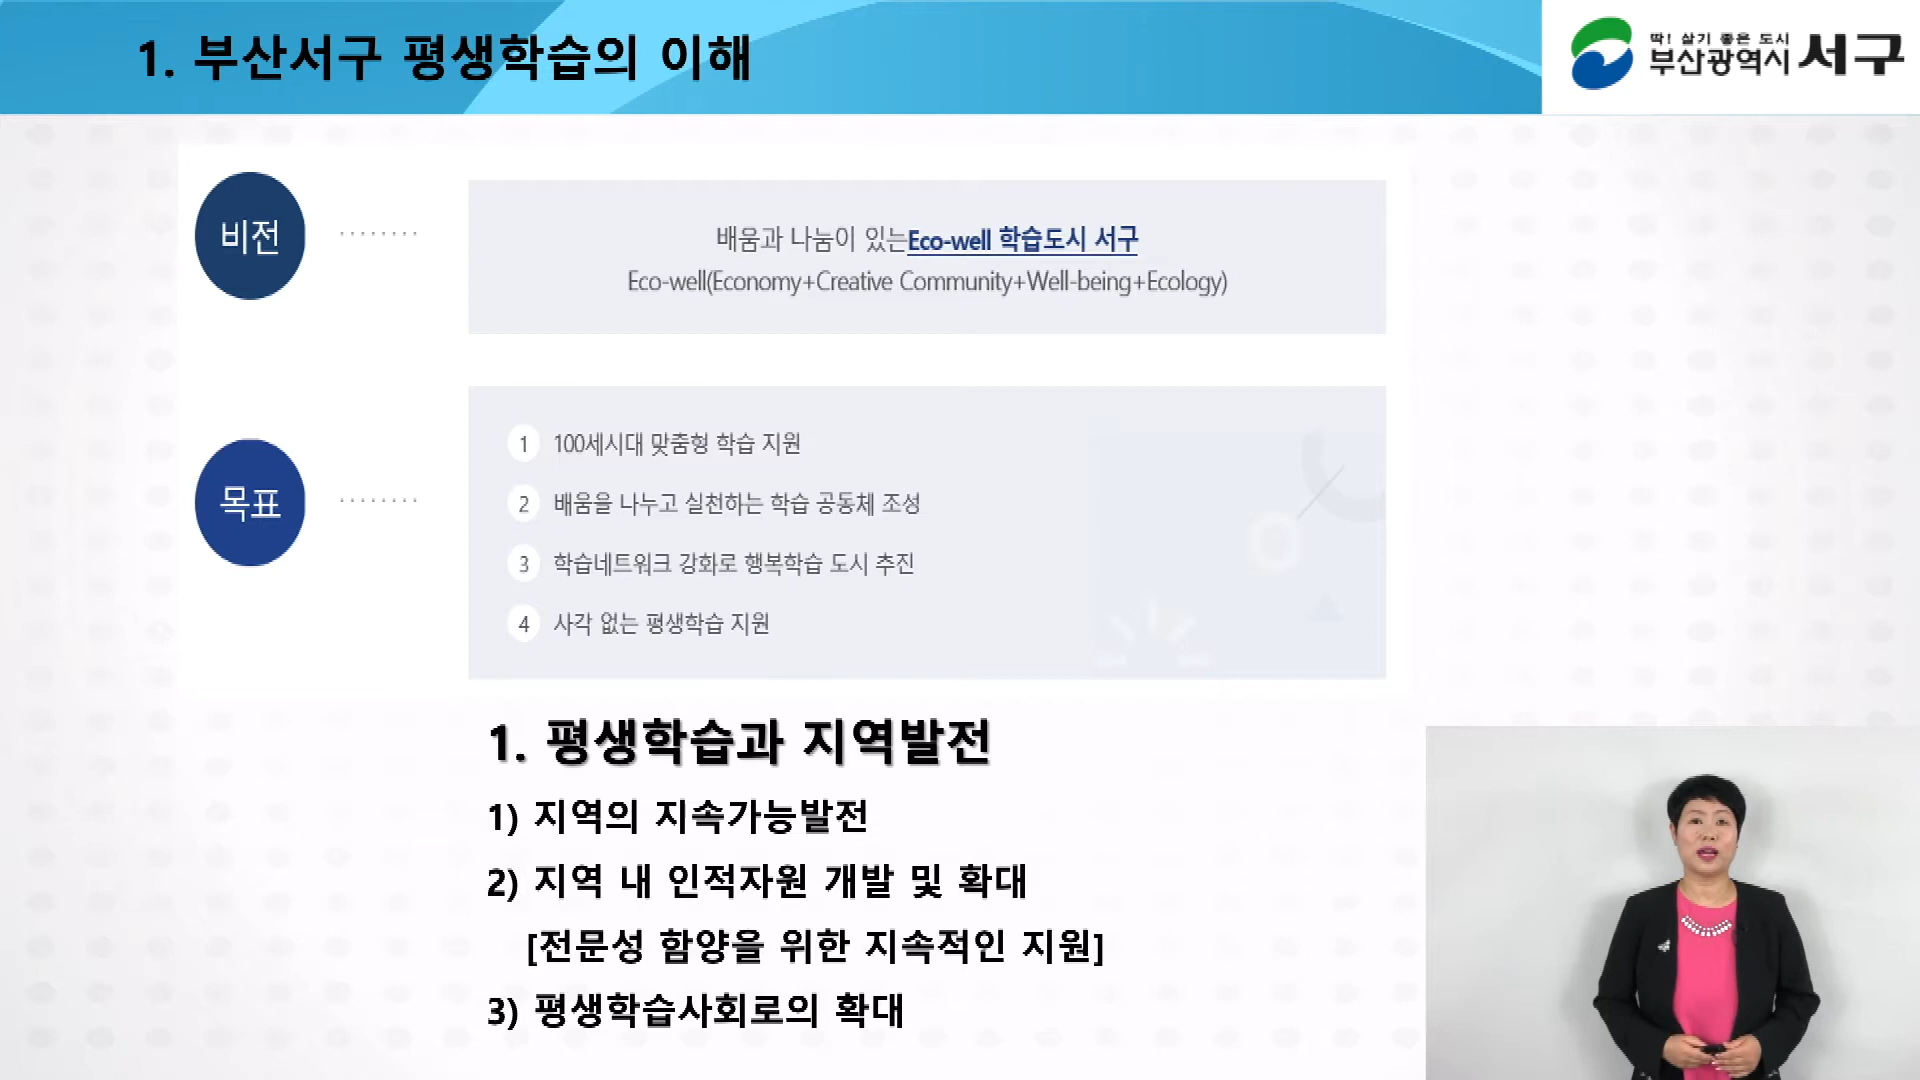 1. 부산서구 평생학습의 이해
딱! 살기 좋은 도시
부산광역시 서구
비전
배움과 나눔이 있는Eco-well 학습도시 서구
Eco-well(Economy+Creative Community+Well-being+Ecology)
목표
1 100세시대 맞춤형 학습 지원
2 배움을 나누고 실천하는 학습 공동체 조성
3 학습네트워크 강화로 행복학습 도시 추진
4 사각 없는 평생학습 지원
1. 평생학습과 지역발전
1) 지역의 지속가능발전
2) 지역 내 인적자원 개발 및 확대
[전문성 함양을 위한 지속적인 지원]
3) 평생학습사회로의 확대